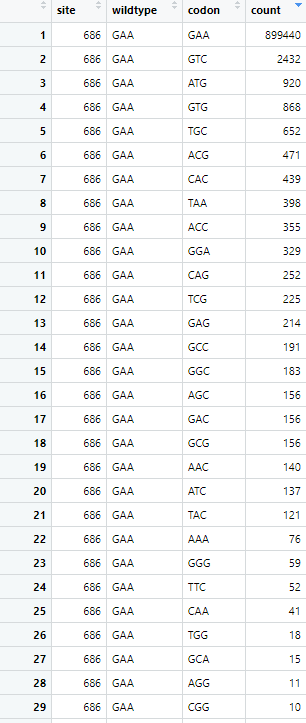 site wildtype codon count
1 686 GAA GAA 899440
2 686 GAA GTC 2432
3 686 GAA ATG 920
4 686 GAA GTG 868
5 686 GAA TGC 652
6 686 GAA ACG 471
7 686 GAA CAC 439
8 686 GAA TAA 398
9 686 GAA ACC 355
10 686 GAA GGA 329
11 686 GAA CAG 252
12 686 GAA TCG 225
13 686 GAA GAG 214
14 686 GAA GCC 191
15 686 GAA GGC 183
16 686 GAA AGC 156
17 686 GAA GAC 156
18 686 GAA GCG 156
19 686 GAA AAC 140
20 686 GAA ATC 137
21 686 GAA TAC 121
22 686 GAA AAA 76
23 686 GAA GGG 59
24 686 GAA TTC 52
25 686 GAA CAA 41
26 686 GAA TGG 18
27 686 GAA GCA 15
28 686 GAA AGG 11
29 686 GAA CGG 10